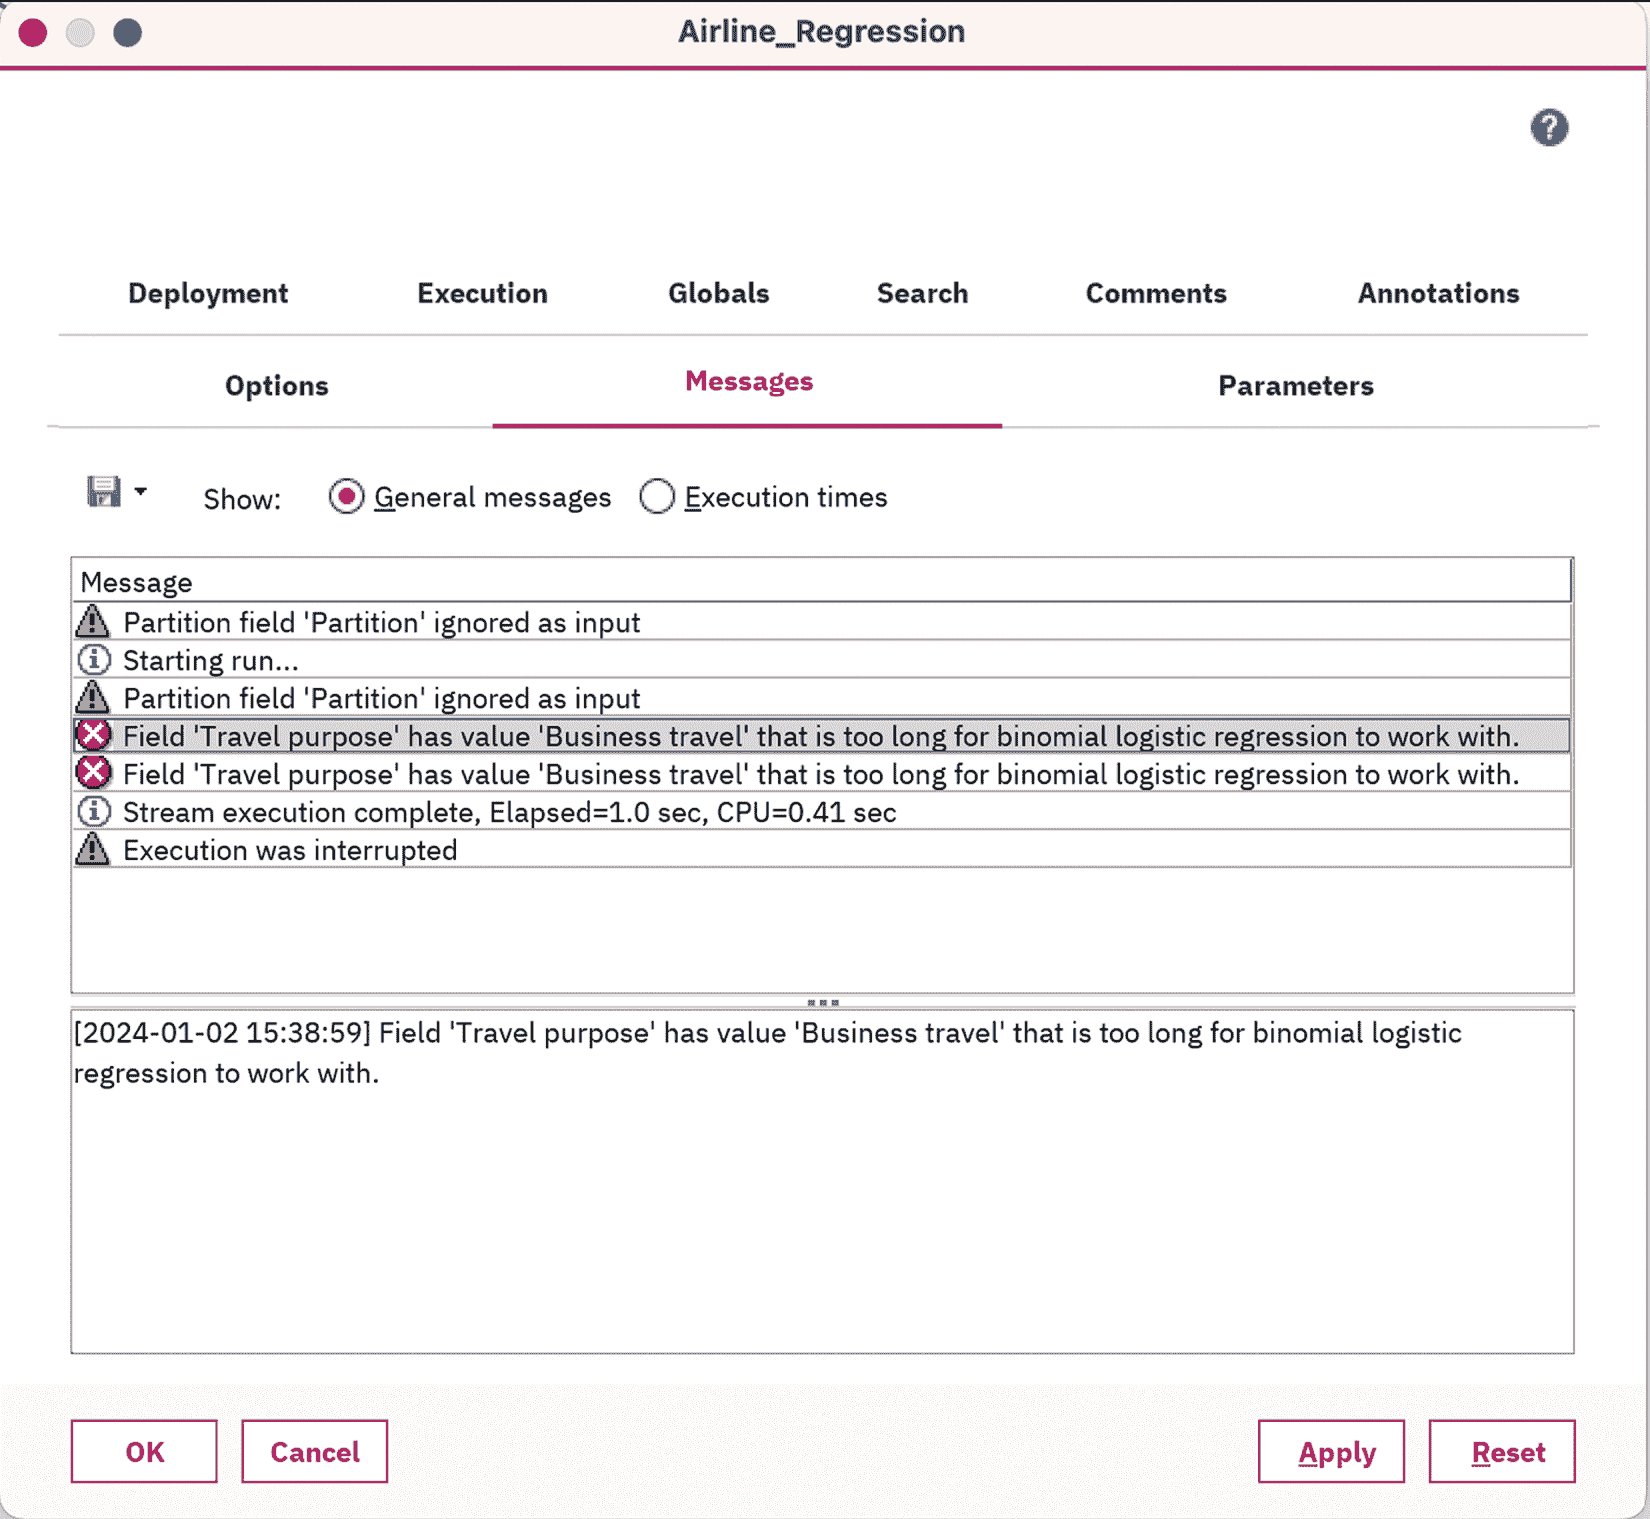 Airline_Regression
?
Deployment Execution Globals Search Comments Annotations
Options Messages Parameters
Show: General messages Execution times
Message
Partition field 'Partition' ignored as input
Starting run...
Partition field 'Partition' ignored as input
Field 'Travel purpose' has value 'Business travel' that is too long for binomial logistic regression to work with.
Field 'Travel purpose' has value 'Business travel' that is too long for binomial logistic regression to work with.
Stream execution complete, Elapsed=1.0 sec, CPU=0.41 sec
Execution was interrupted
[2024-01-02 15:38:59] Field 'Travel purpose' has value 'Business travel' that is too long for binomial logistic
regression to work with.
OK Cancel Apply Reset